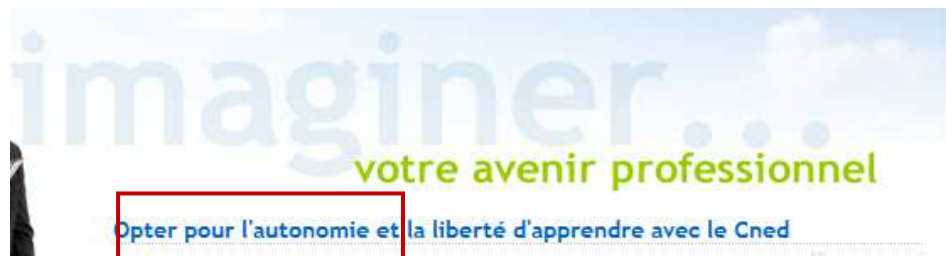 imaginer...
votre avenir professionnel
Opter pour l'autonomie et la liberté d'apprendre avec le Cned